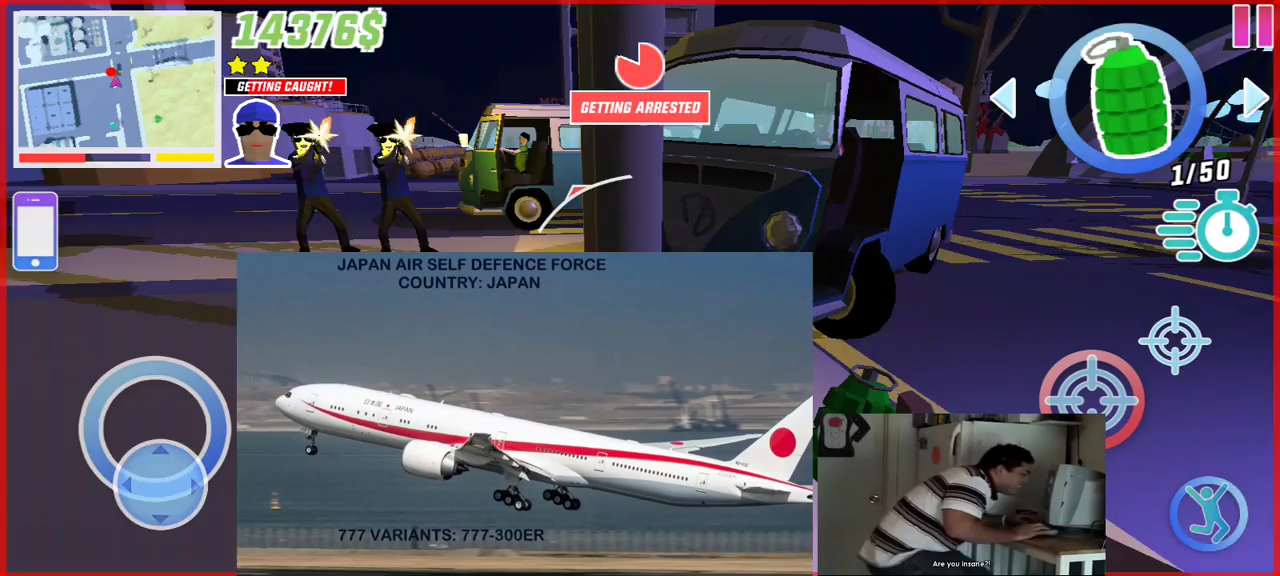 14376$
GETTING CAUGHT!
GETTING ARRESTED
1/50
JAPAN AIR SELF DEFENCE FORCE
COUNTRY: JAPAN
日本国 JAPAN
777 VARIANTS: 777-300ER
Are you insane?!